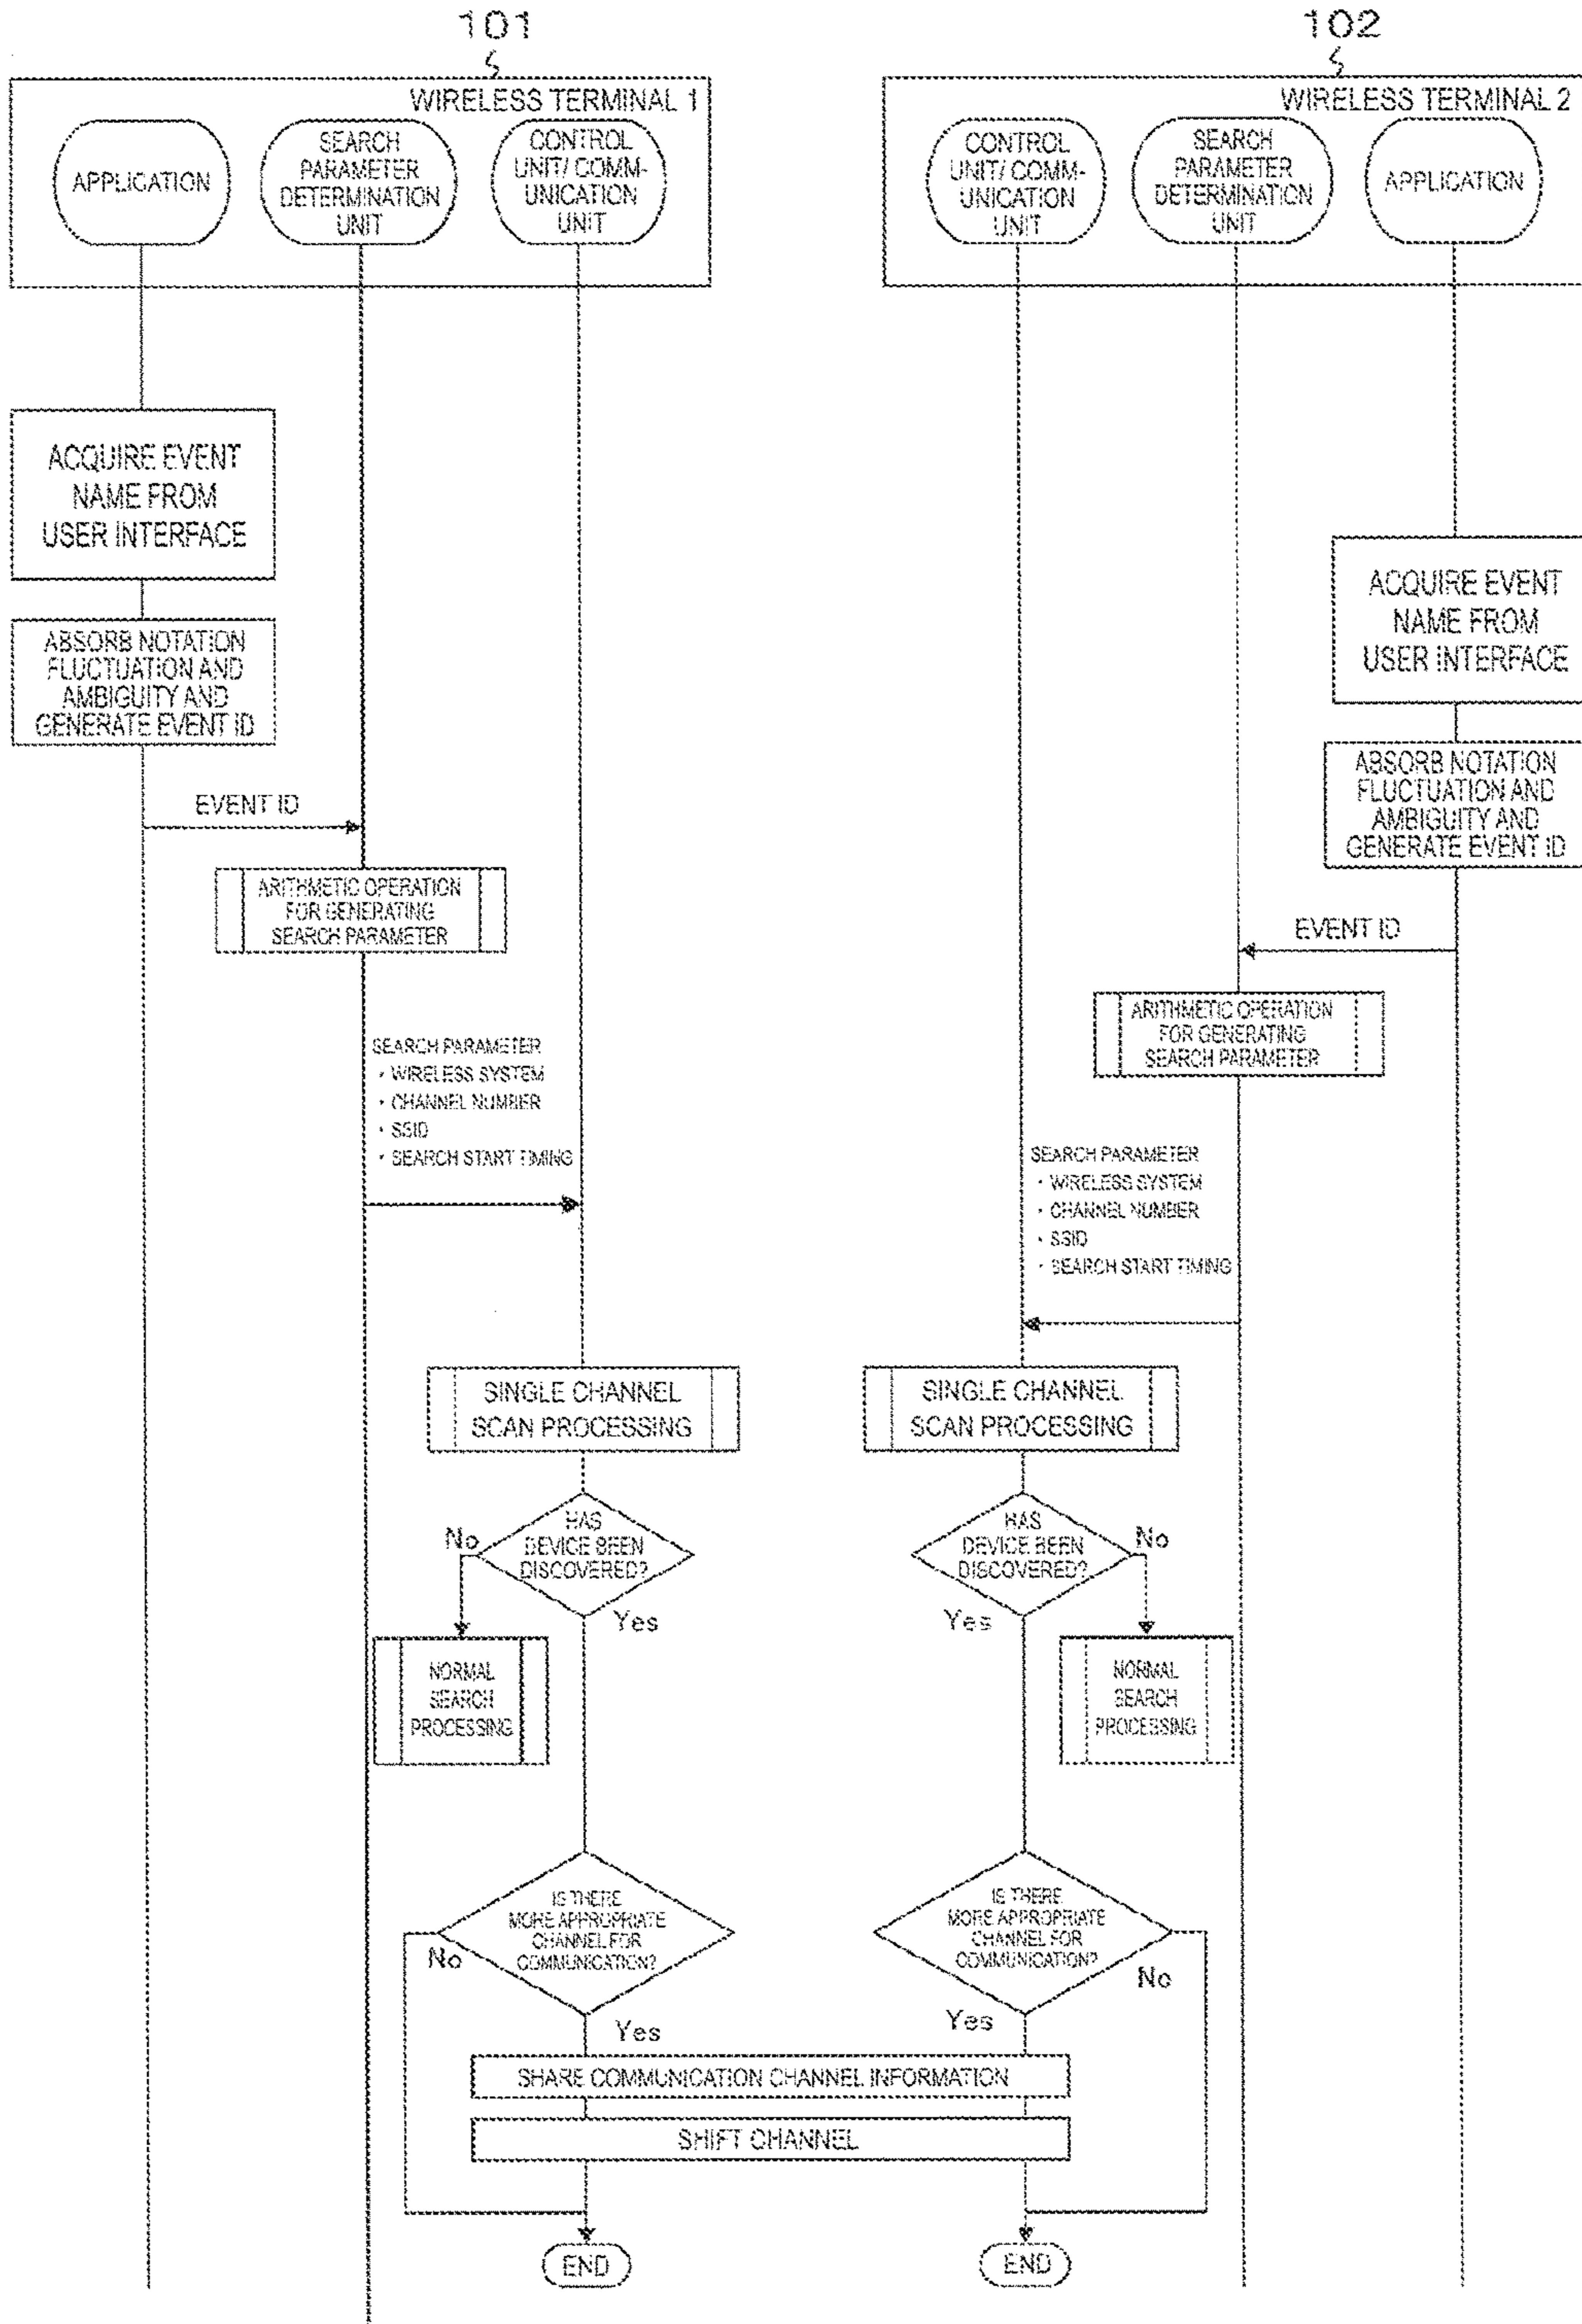 101
102
WIRELESS TERMINAL 1
APPLICATION
SEARCH
PARAMETER
DETERMINATION
UNIT
CONTROL
UNIT/ COMM-
UNICATION
UNIT
WIRELESS TERMINAL 2
CONTROL
UNIT/ COMM-
UNICATION
UNIT
SEARCH
PARAMETER
DETERMINATION
UNIT
APPLICATION
ACQUIRE EVENT
NAME FROM
USER INTERFACE
ABSORB NOTATION
FLUCTUATION AND
AMBIGUITY AND
GENERATE EVENT ID
ACQUIRE EVENT
NAME FROM
USER INTERFACE
ABSORB NOTATION
FLUCTUATION AND
AMBIGUITY AND
GENERATE EVENT ID
EVENT ID
ARITHMETIC OPERATION
FOR GENERATING
SEARCH PARAMETER
EVENT ID
ARITHMETIC OPERATION
FOR GENERATING
SEARCH PARAMETER
SEARCH PARAMETER
・WIRELESS SYSTEM
・CHANNEL NUMBER
・SSID
・SEARCH START TIMING
SEARCH PARAMETER
・WIRELESS SYSTEM
・CHANNEL NUMBER
・SSID
・SEARCH START TIMING
SINGLE CHANNEL
SCAN PROCESSING
SINGLE CHANNEL
SCAN PROCESSING
HAS
DEVICE BEEN
DISCOVERED?
No
Yes
HAS
DEVICE BEEN
DISCOVERED?
No
Yes
NORMAL
SEARCH
PROCESSING
NORMAL
SEARCH
PROCESSING
IS THERE
MORE APPROPRIATE
CHANNEL FOR
COMMUNICATION?
No
Yes
IS THERE
MORE APPROPRIATE
CHANNEL FOR
COMMUNICATION?
No
Yes
SHARE COMMUNICATION CHANNEL INFORMATION
SHIFT CHANNEL
END
END